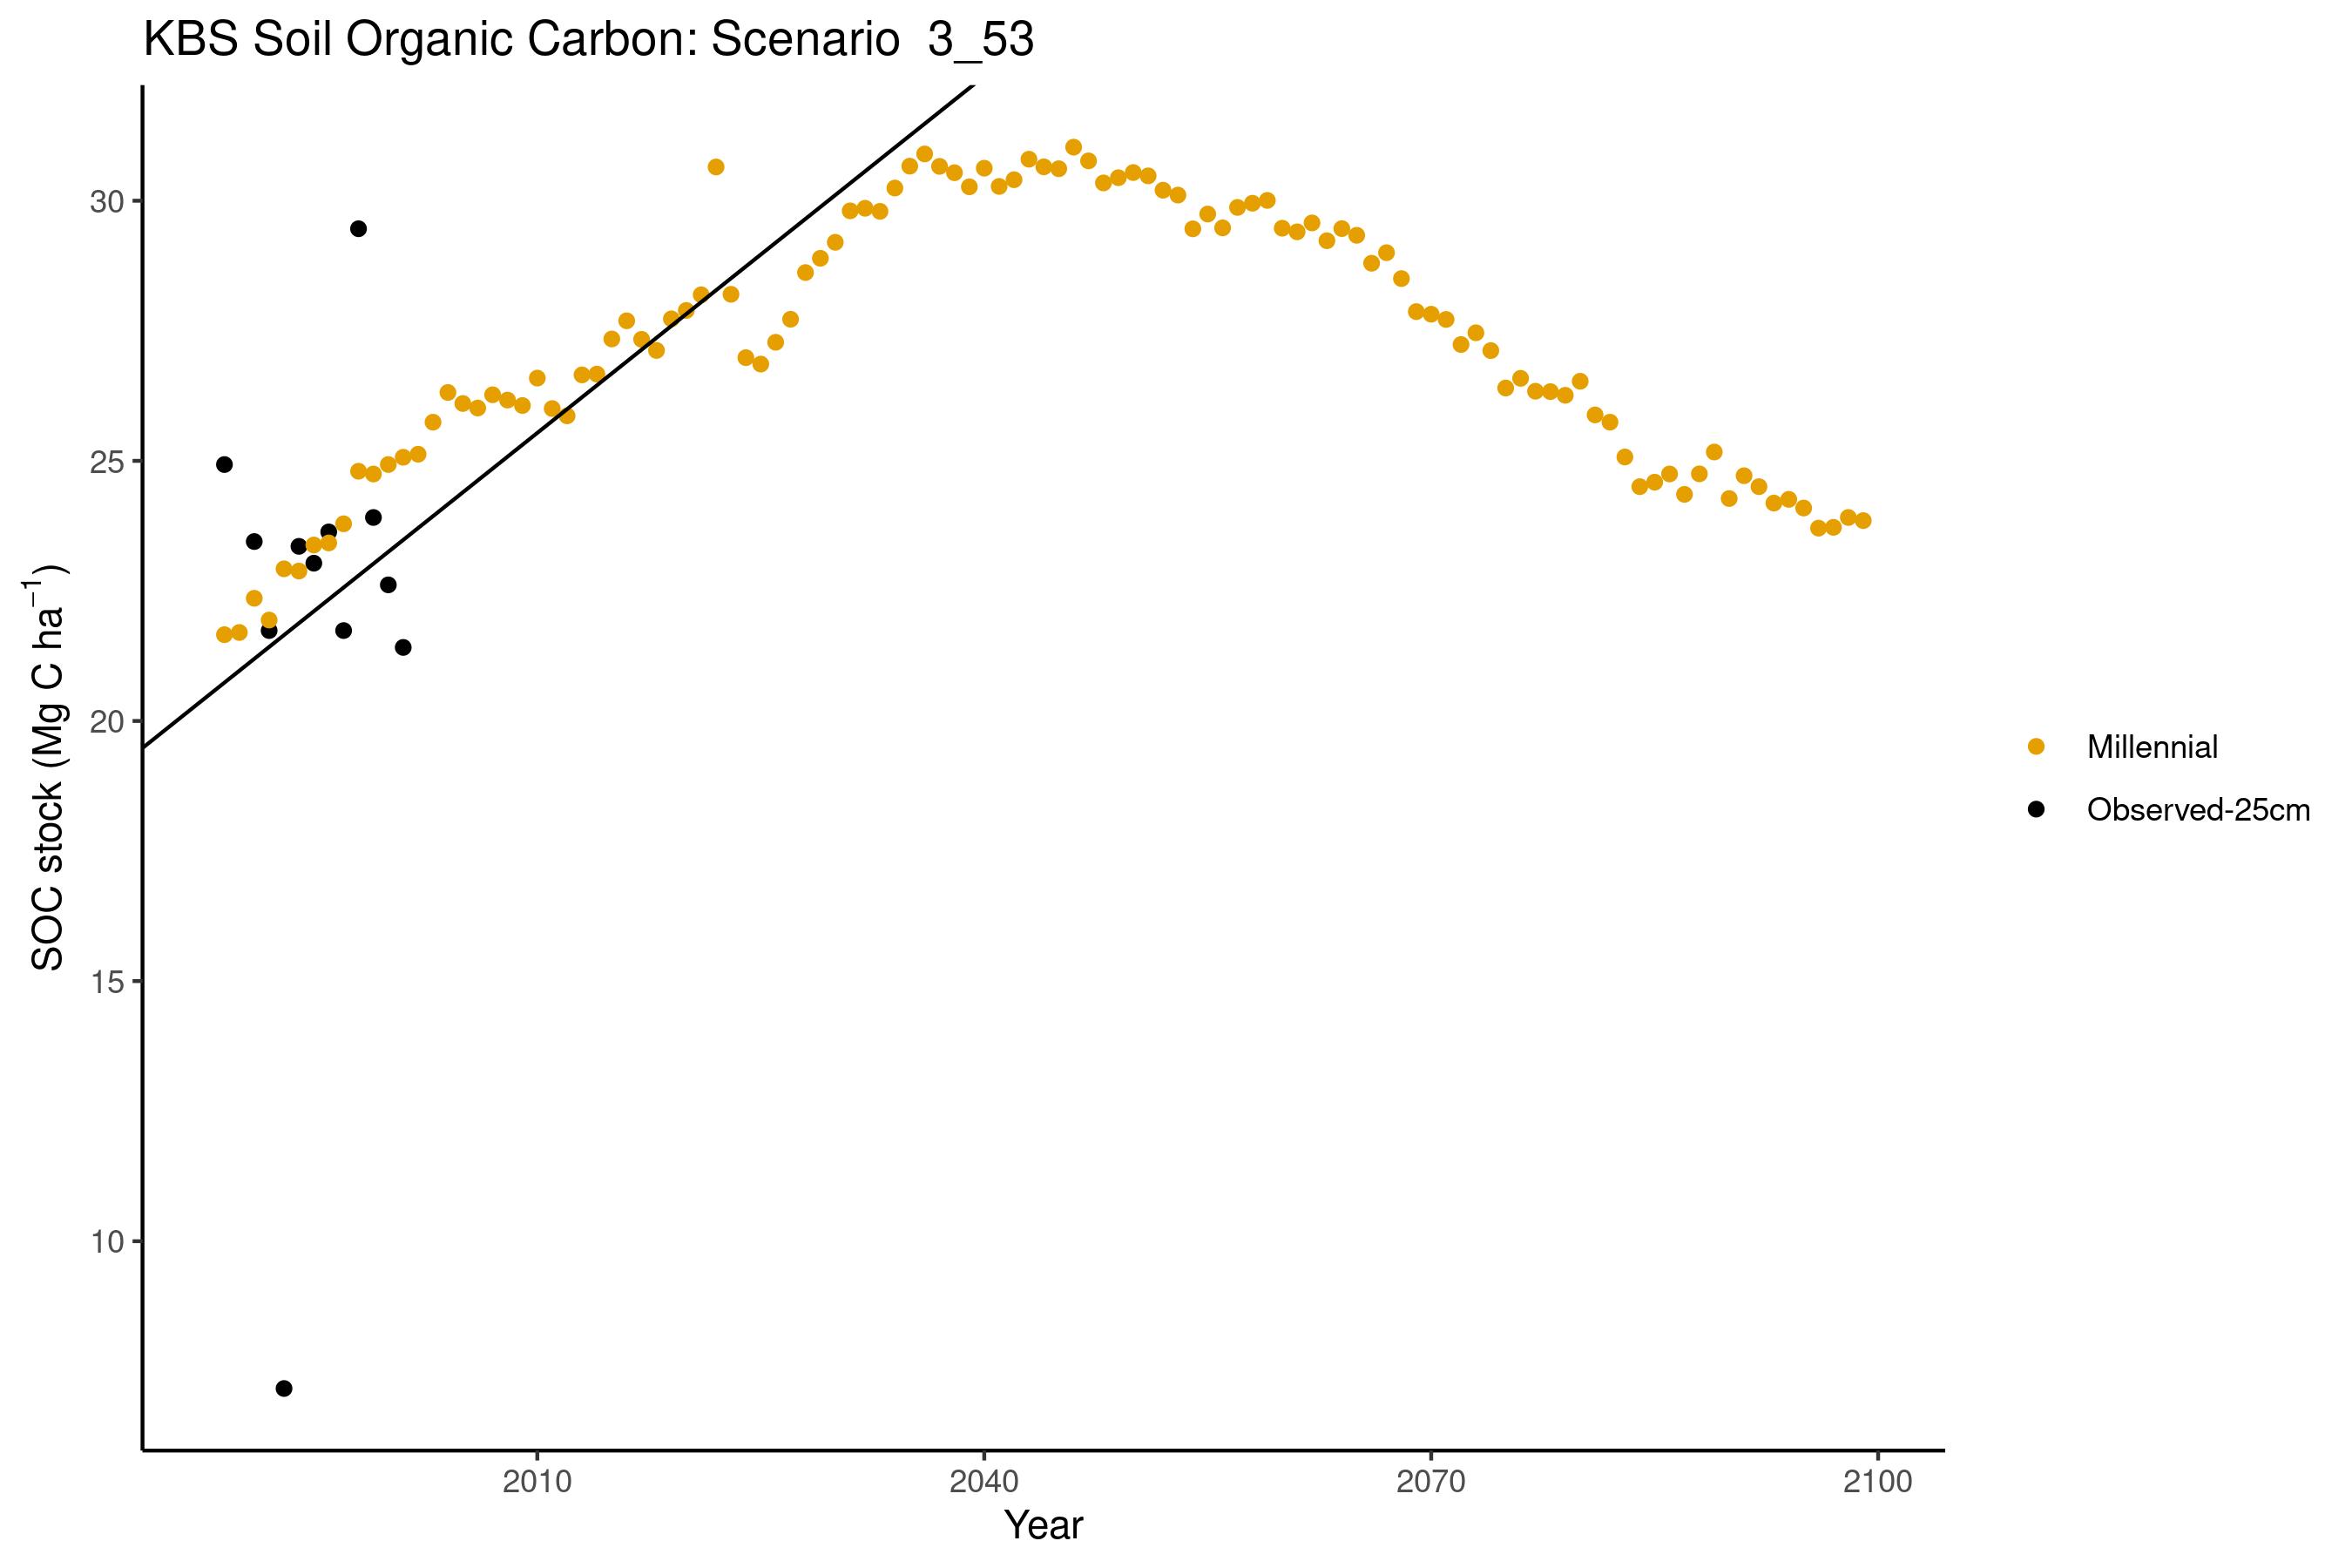 KBS Soil Organic Carbon: Scenario  3_53
SOC stock (Mg C ha⁻¹)
30
25
20
15
10
2010
2040
2070
2100
Year
Millennial
Observed-25cm